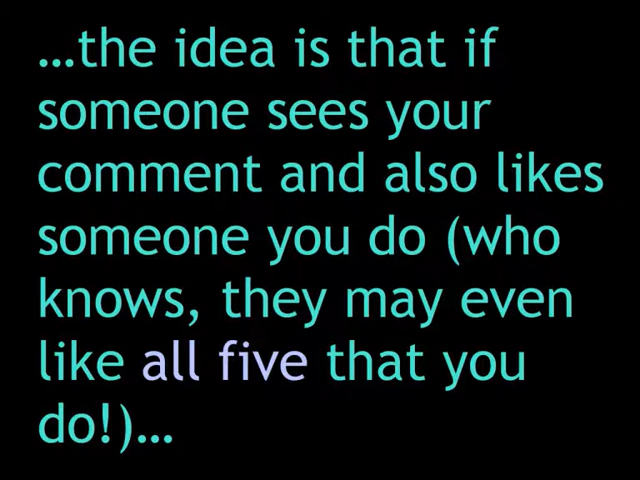 …the idea is that if
someone sees your
comment and also likes
someone you do (who
knows, they may even
like all five that you
do!)…